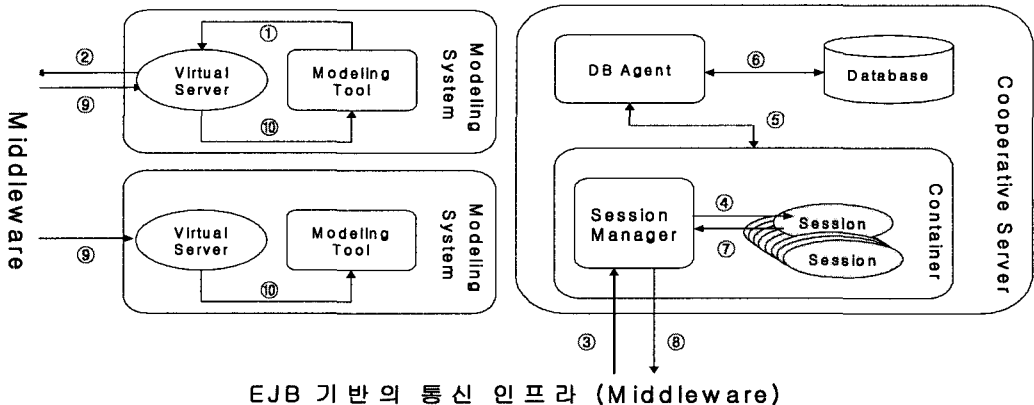 Middleware
①
②
Virtual
Server
Modeling
Tool
⑨
⑩
Modeling
System
Virtual
Server
Modeling
Tool
⑨
⑩
Modeling
System
DB Agent
⑥
Database
⑤
Session
Manager
④
Session
⑦
Session
Container
Cooperative Server
③
⑧
EJB 기반의 통신 인프라 (Middleware)